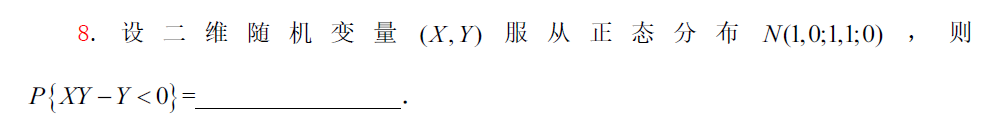 8. 设二维随机变量 (X,Y) 服从正态分布 N(1,0;1,1;0) ，则
P{XY−Y<0}=____________________.